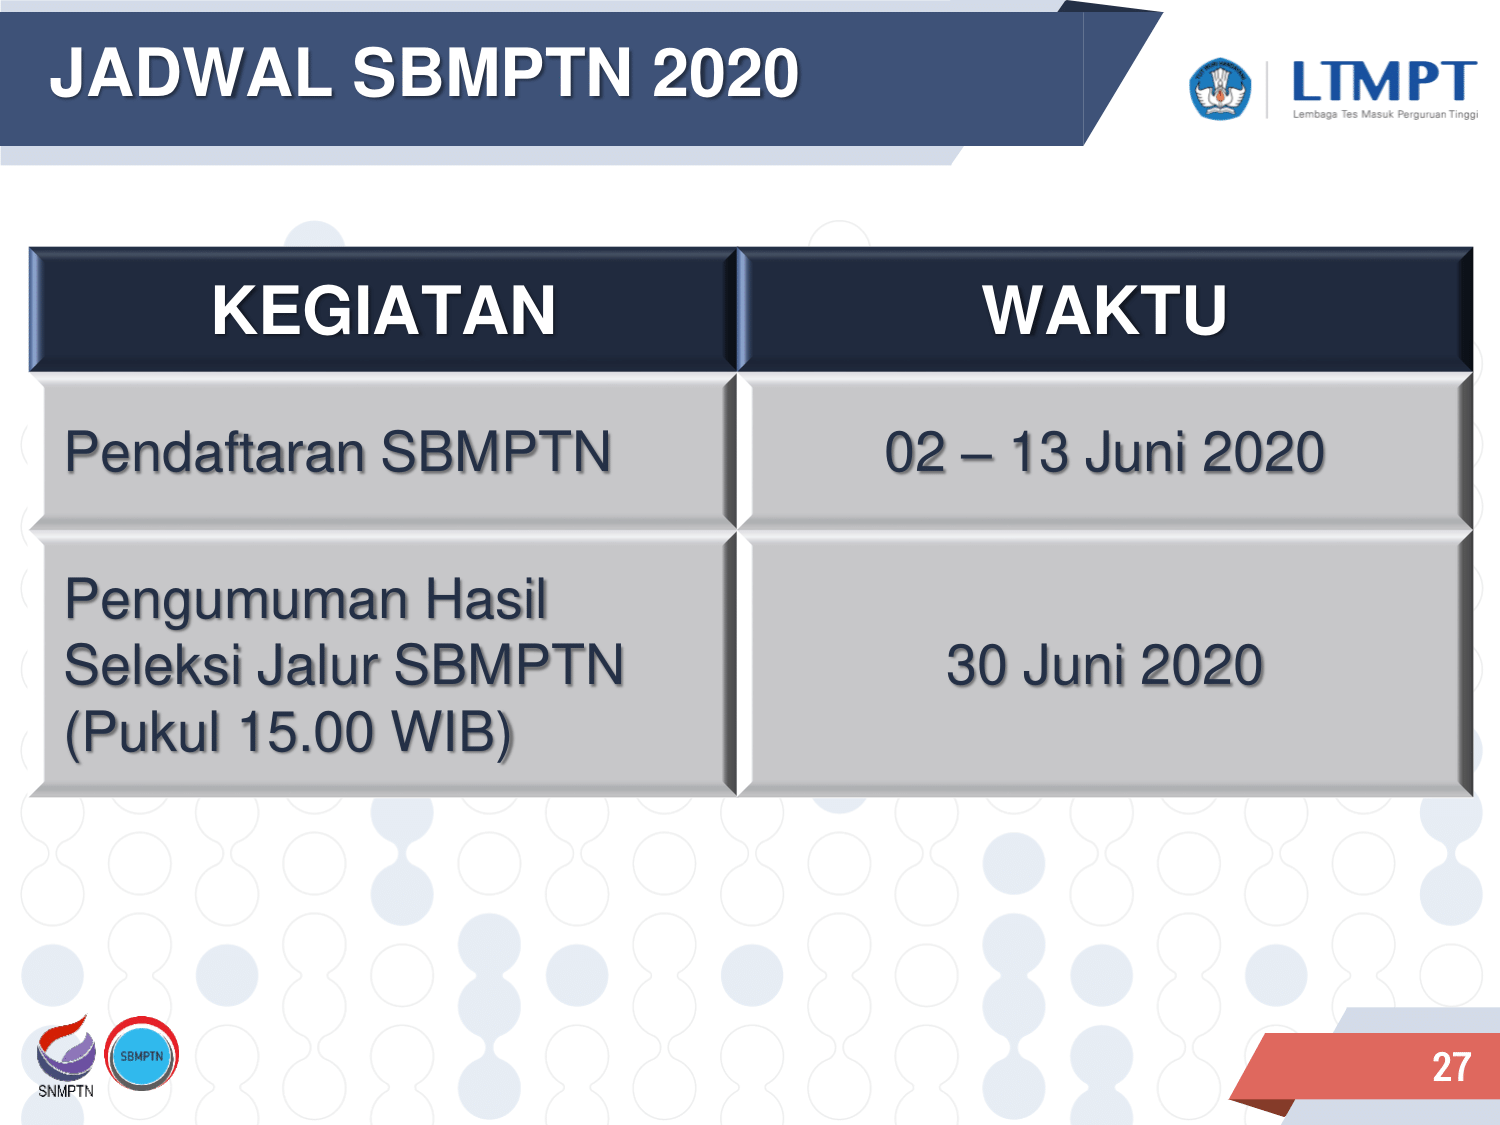 JADWAL SBMPTN 2020
LTMPT
Lembaga Tes Masuk Perguruan Tinggi
KEGIATAN
WAKTU
Pendaftaran SBMPTN
02 – 13 Juni 2020
Pengumuman Hasil
Seleksi Jalur SBMPTN
(Pukul 15.00 WIB)
30 Juni 2020
SNMPTN
SBMPTN
27